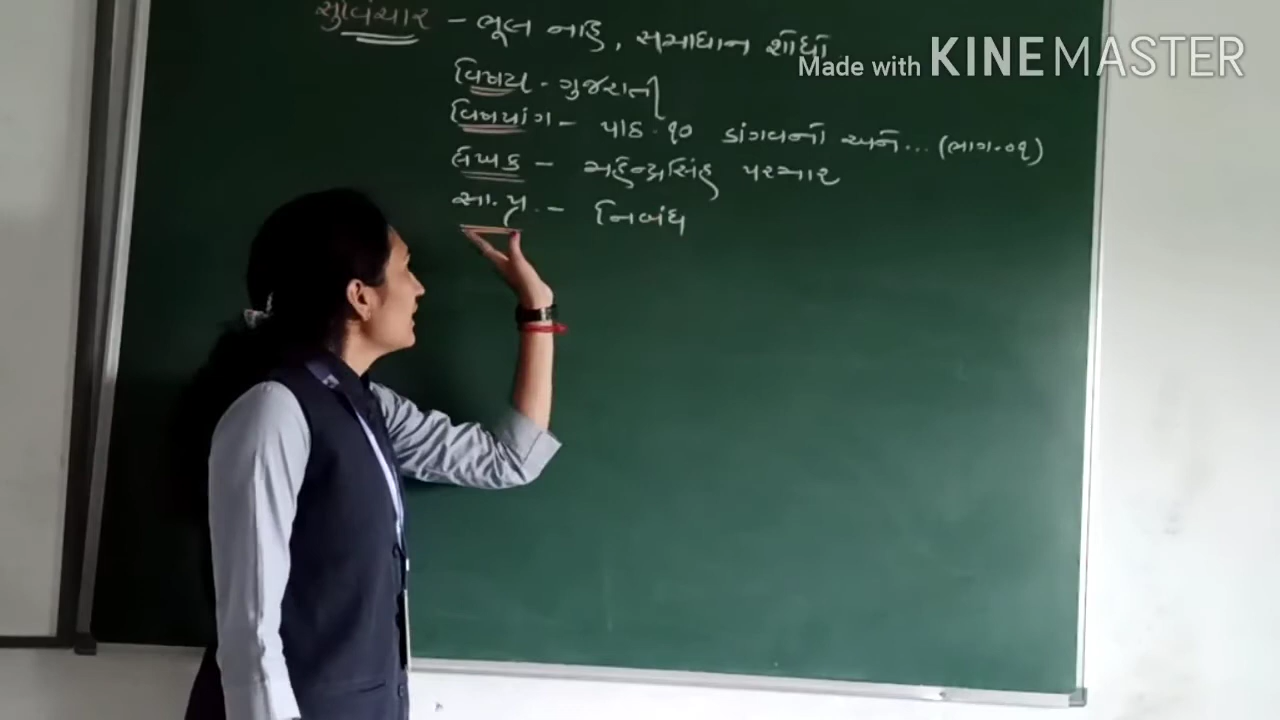 સુવિચાર - ભૂલ નહિ, સમાધાન શોધો
Made with KINEMASTER
વિષય - ગુજરાતી
વિષયાંગ - પાઠ.૧૦ ડાંગવનો અને... (ભાગ.૦૧)
લેખક - મહેન્દ્રસિંહ પરમાર
સા.પ્ર. - નિબંધ